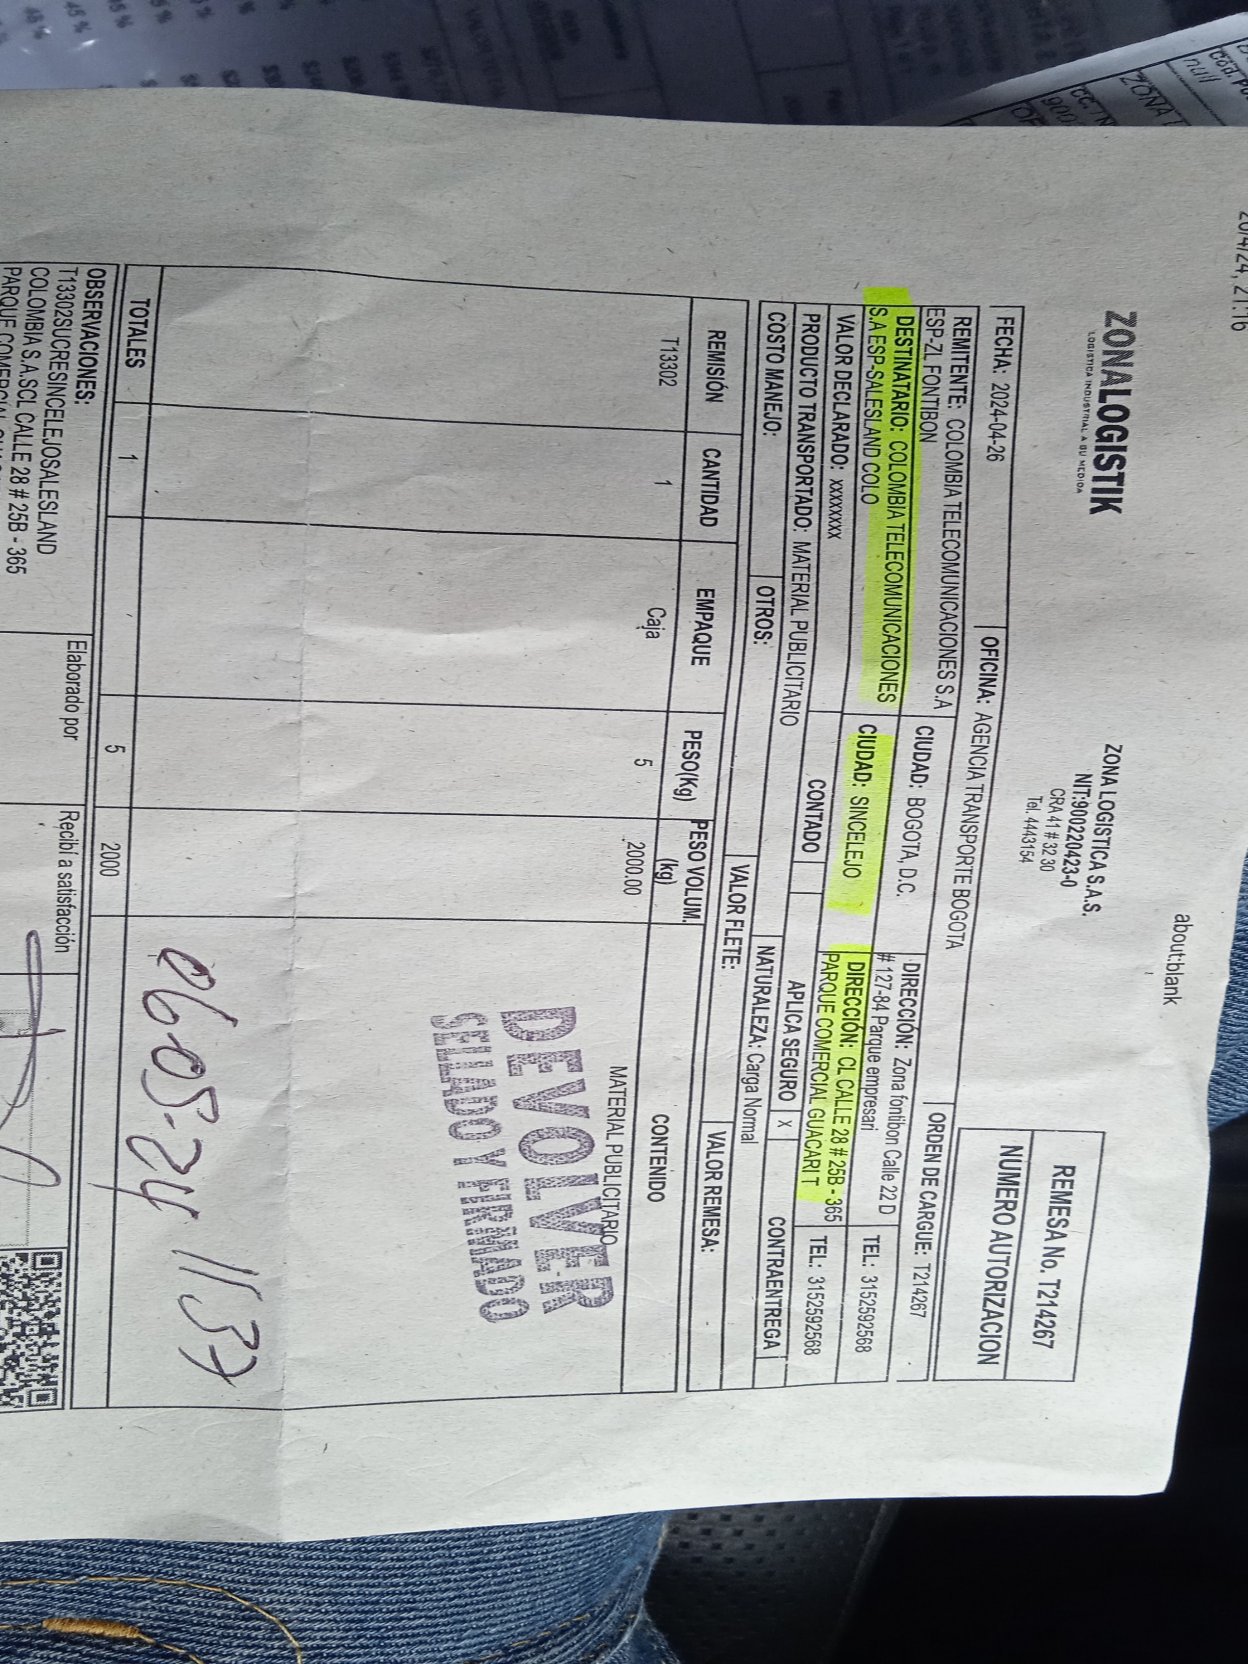 21:16
about:blank
ZONALOGISTIK
LOGISTICA INDUSTRIAL A SU MEDIDA
ZONA LOGISTICA S.A.S.
NIT:900220423-0
CRA 41 # 32 30
Tel. 4443154
REMESA No. T214267
NUMERO AUTORIZACION
FECHA: 2024-04-26
OFICINA: AGENCIA TRANSPORTE BOGOTA
ORDEN DE CARGUE: T214267
REMITENTE: COLOMBIA TELECOMUNICACIONES S.A
ESP-ZL FONTIBON
CIUDAD: BOGOTA, D.C.
DIRECCIÓN: Zona fontibon Calle 22 D
# 127-84 Parque empresari
TEL.: 3152592568
DESTINATARIO: COLOMBIA TELECOMUNICACIONES
S.A ESP-SALESLAND COLO
CIUDAD: SINCELEJO
DIRECCIÓN: CL CALLE 28 # 25B - 365
PARQUE COMERCIAL GUACARI T
TEL.: 3152592568
VALOR DECLARADO: xxxxxxxx
CONTADO
APLICA SEGURO X
CONTRAENTREGA
PRODUCTO TRANSPORTADO: MATERIAL PUBLICITARIO
NATURALEZA: Carga Normal
COSTO MANEJO:
OTROS:
VALOR FLETE:
VALOR REMESA:
REMISIÓN CANTIDAD EMPAQUE PESO(Kg) PESO VOLUM. (kg) CONTENIDO
T13302 1 Caja 5 2000.00 MATERIAL PUBLICITARIO
DEVOLVER
SELLADO Y FIRMADO
06-05-24 11:37
TOTALES 1 5 2000
OBSERVACIONES:
T13302SUCRESINCELEJOSALESLAND
COLOMBIA S.A.SCL CALLE 28 # 25B - 365
PARQUE COMERCIAL
Elaborado por
Recibí a satisfacción